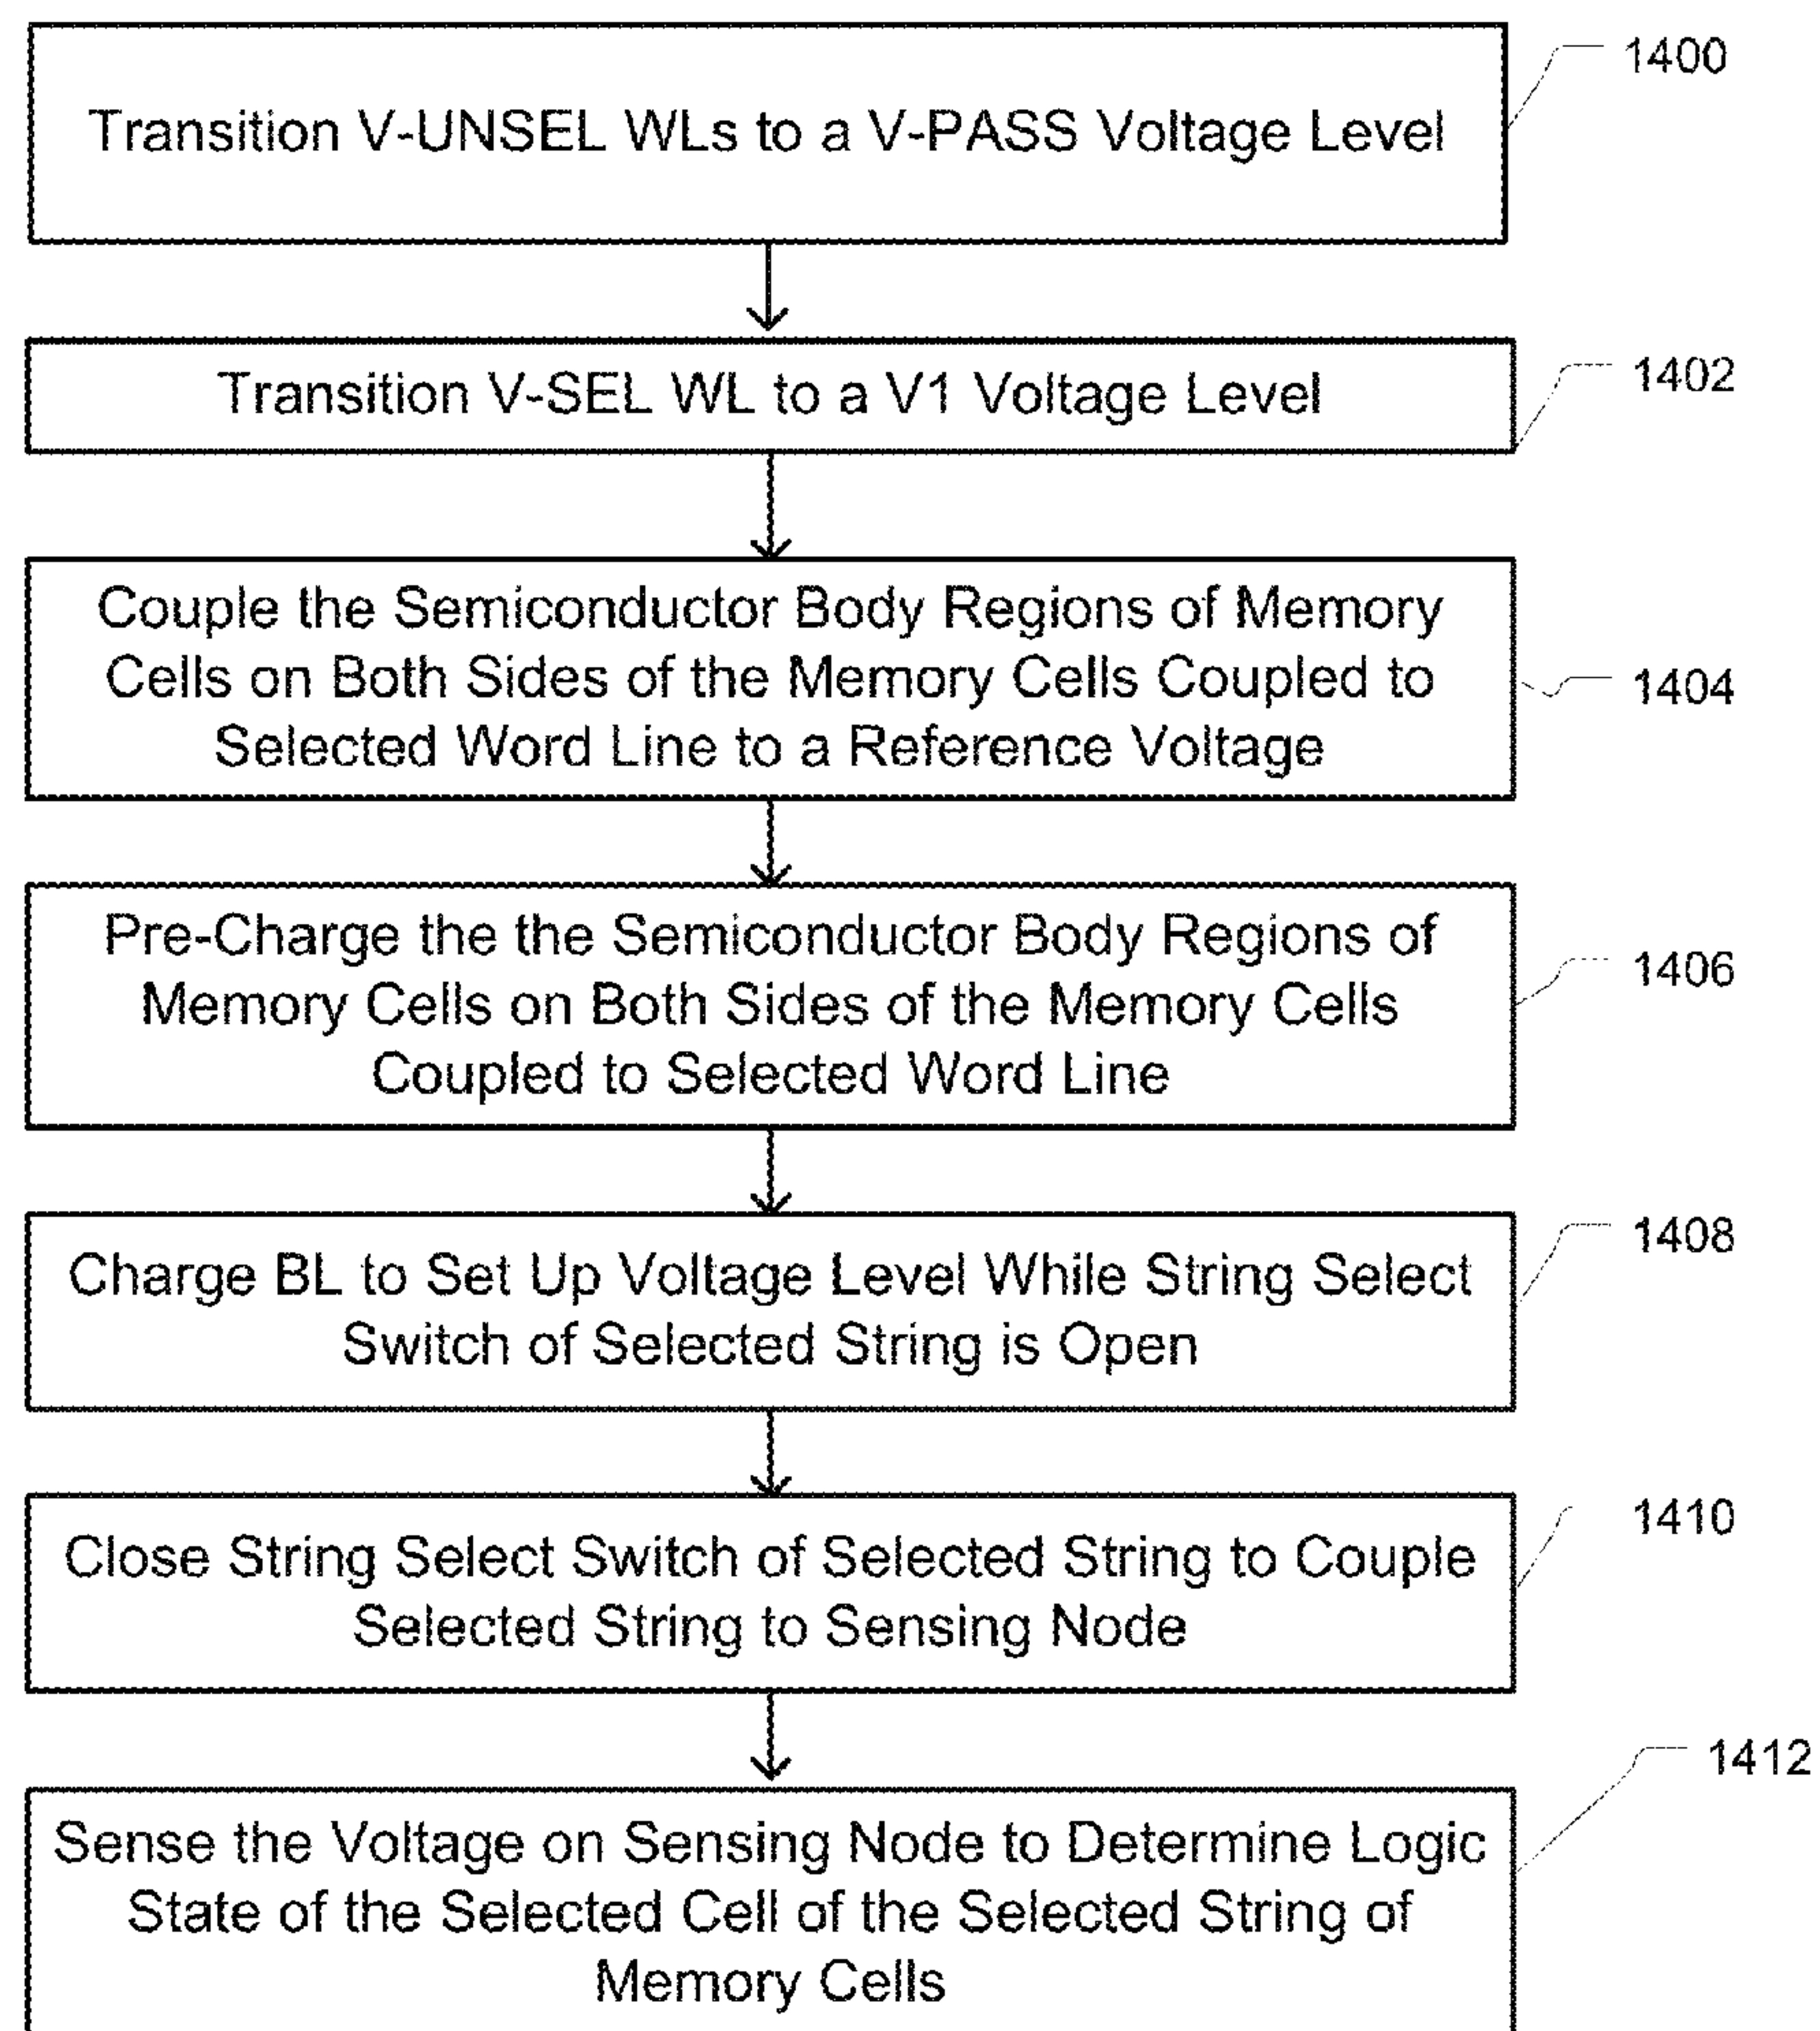 Transition V-UNSEL WLs to a V-PASS Voltage Level
1400
Transition V-SEL WL to a V1 Voltage Level
1402
Couple the Semiconductor Body Regions of Memory
Cells on Both Sides of the Memory Cells Coupled to
Selected Word Line to a Reference Voltage
1404
Pre-Charge the the Semiconductor Body Regions of
Memory Cells on Both Sides of the Memory Cells
Coupled to Selected Word Line
1406
Charge BL to Set Up Voltage Level While String Select
Switch of Selected String is Open
1408
Close String Select Switch of Selected String to Couple
Selected String to Sensing Node
1410
Sense the Voltage on Sensing Node to Determine Logic
State of the Selected Cell of the Selected String of
Memory Cells
1412